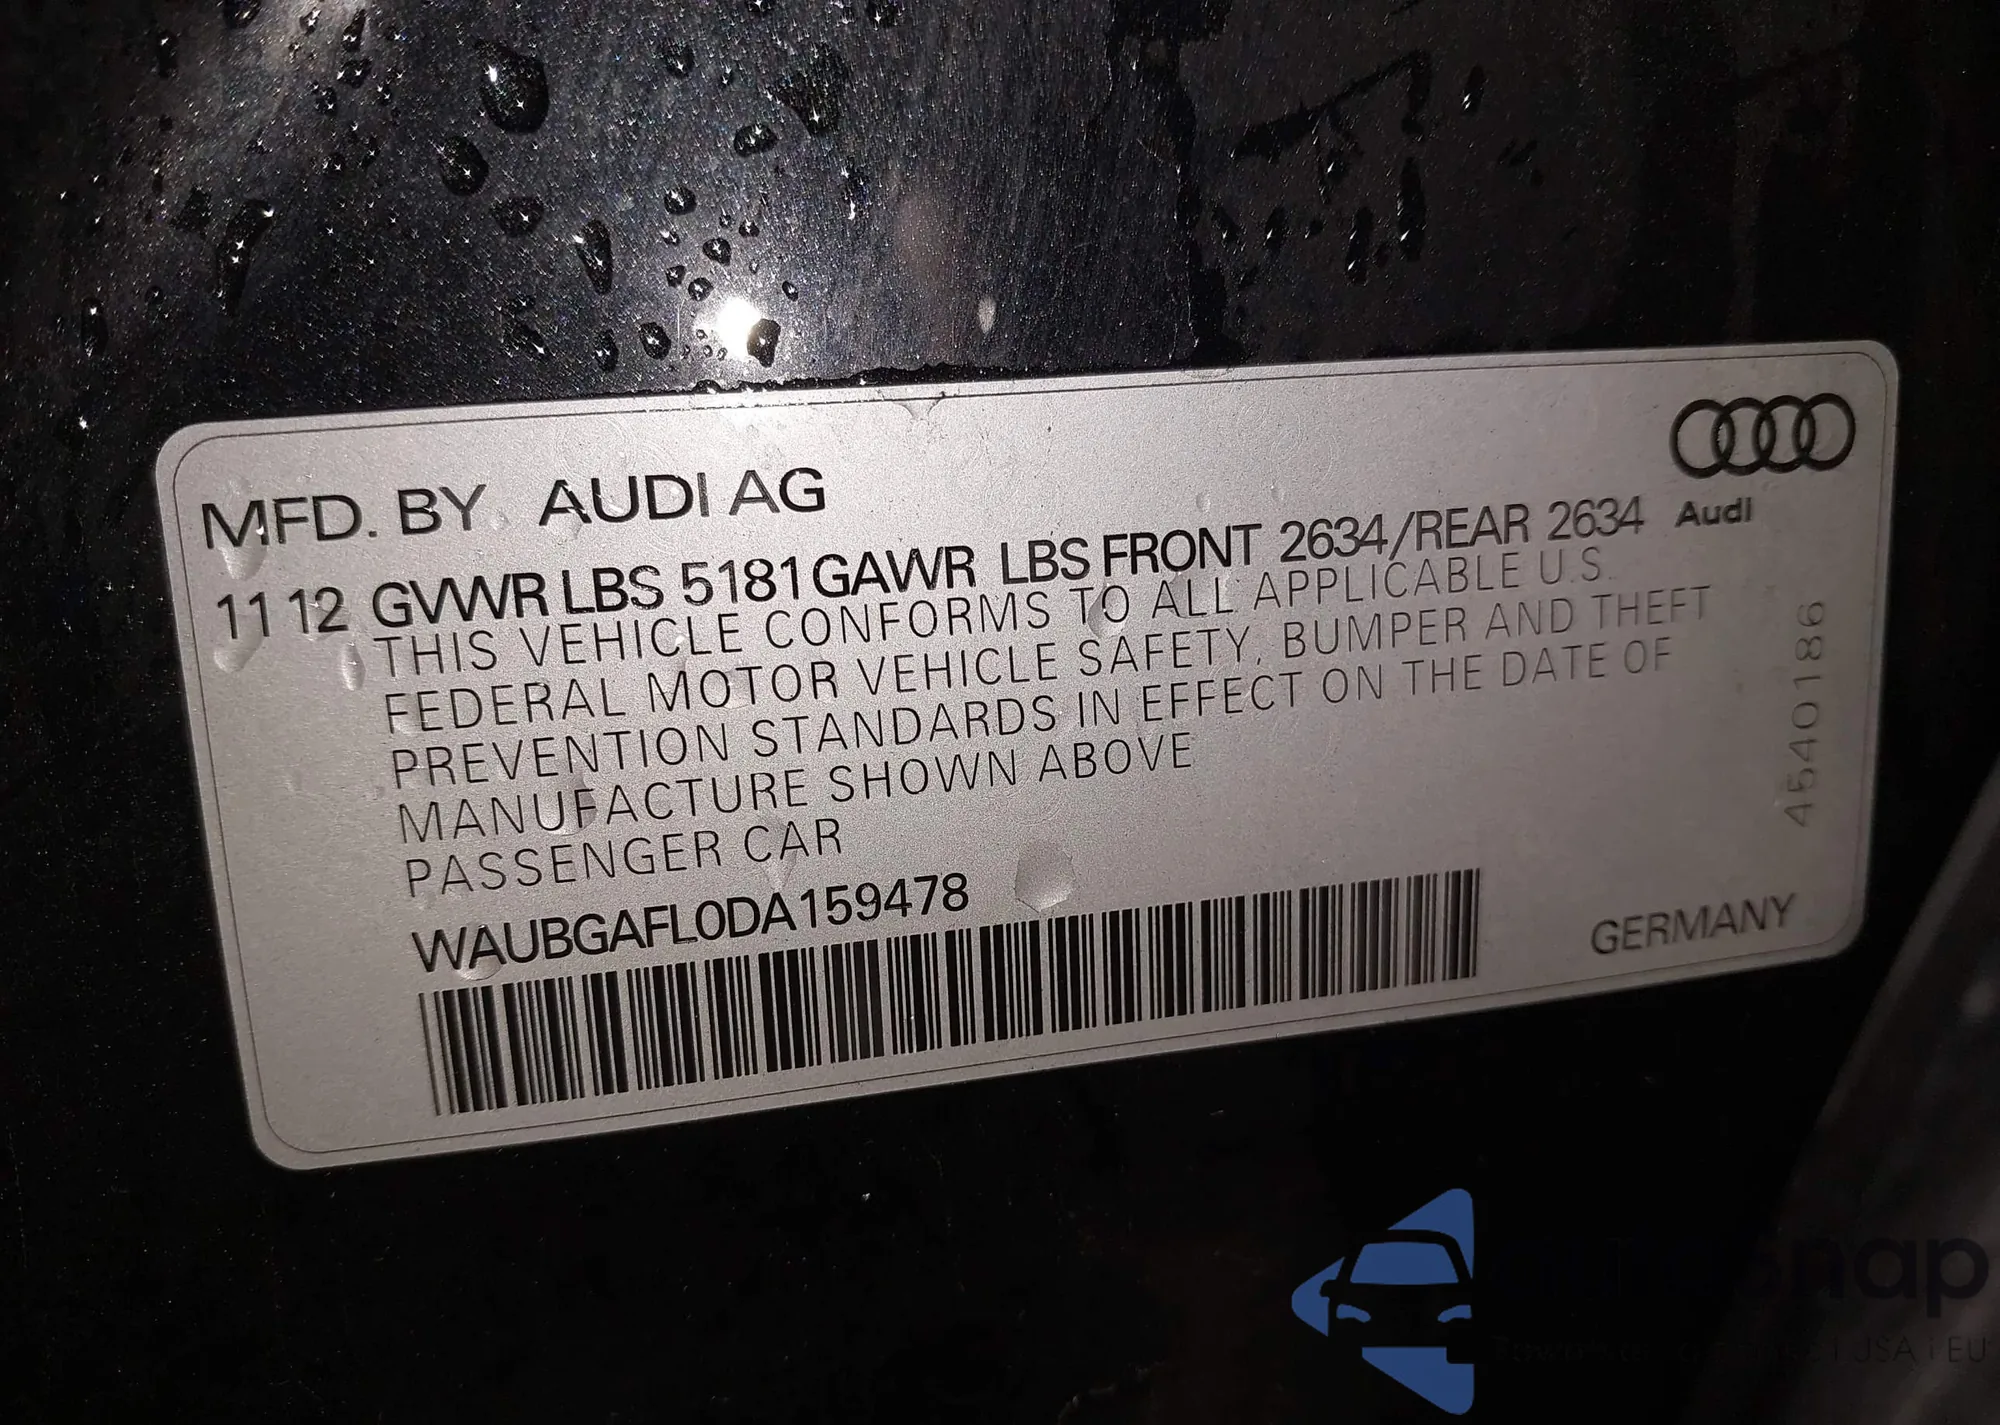 MFD. BY AUDI AG
Audi
11 12 GVWR LBS 5181 GAWR LBS FRONT 2634/REAR 2634
THIS VEHICLE CONFORMS TO ALL APPLICABLE U.S.
FEDERAL MOTOR VEHICLE SAFETY, BUMPER AND THEFT
PREVENTION STANDARDS IN EFFECT ON THE DATE OF
MANUFACTURE SHOWN ABOVE
PASSENGER CAR
WAUBGAFL0DA159478
GERMANY
4540186
USA i EU